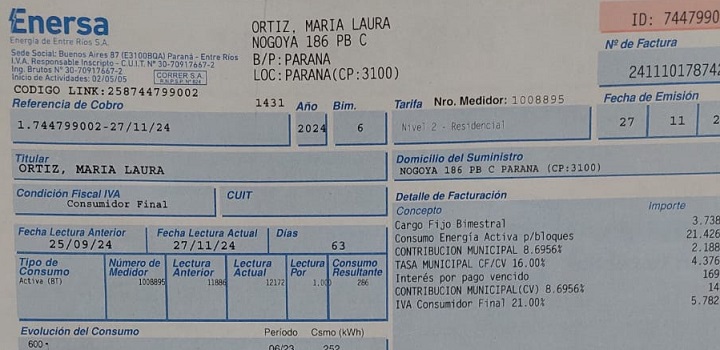 Enersa
Energía de Entre Ríos S.A.
Sede Social: Buenos Aires 87 (E3100BQA) Paraná - Entre Ríos
I.V.A. Responsable Inscripto - C.U.I.T. N° 30-70917667-2
Ing. Brutos N° 30-70917667-2
Inicio de Actividades: 02/05/05
CORRER S.A.
CODIGO LINK:258744799002
ORTIZ, MARIA LAURA
NOGOYA 186 PB C
B/P:PARANA
LOC:PARANA(CP:3100)
ID: 7447990
Nº de Factura
241110178742
Referencia de Cobro
1431
Año
Bim.
1.744799002-27/11/24
2024
6
Tarifa
Nro. Medidor: 1008895
Nivel 2 - Residencial
Fecha de Emisión
27 11 2
Titular
ORTIZ, MARIA LAURA
Domicilio del Suministro
NOGOYA 186 PB C PARANA (CP:3100)
Condición Fiscal IVA
Consumidor Final
CUIT
Fecha Lectura Anterior
Fecha Lectura Actual
Días
25/09/24
27/11/24
63
Tipo de Consumo
Número de Medidor
Lectura Anterior
Lectura Actual
Lectura Por
Consumo Resultante
Activa (BT)
1008895
11886
12172
1,000
286
Detalle de Facturación
Concepto
Importe
Cargo Fijo Bimestral 3.738
Consumo Energía Activa p/bloques 21.426
CONTRIBUCION MUNICIPAL 8.6956% 2.188
TASA MUNICIPAL CF/CV 16.00% 4.376
Interés por pago vencido 169
CONTRIBUCION MUNICIPAL(CV) 8.6956% 14
IVA Consumidor Final 21.00% 5.782
Evolución del Consumo
Período
Csmo (kWh)
600
06/23
252